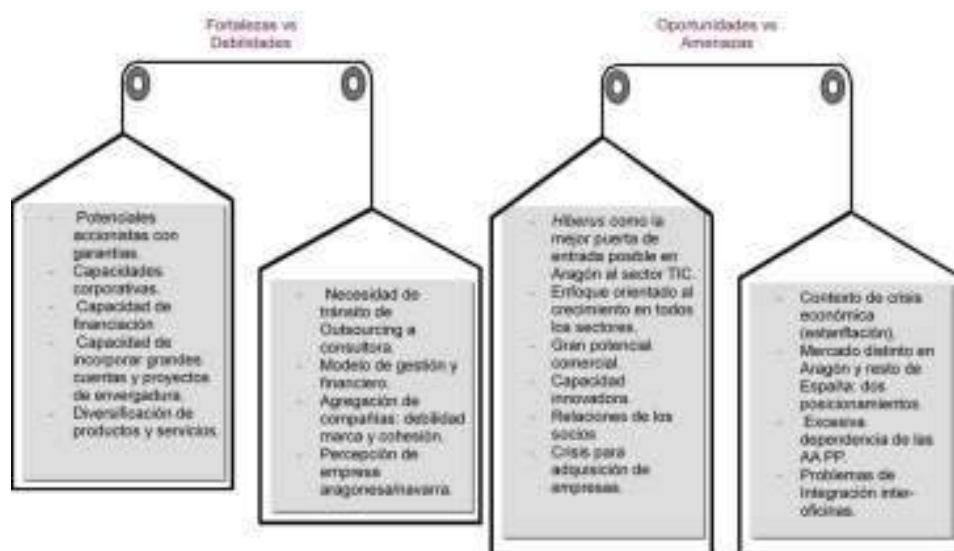 Fortalezas vs
Debilidades
- Potenciales
accionistas con
garantías.
- Capacidades
corporativas.
- Capacidad de
financiación
- Capacidad de
incorporar grandes
cuentas y proyectos
de envergadura.
- Diversificación de
productos y servicios.
- Necesidad de
tránsito de
Outsourcing a
consultora.
- Modelo de gestión y
financiero.
- Agregación de
compañías: debilidad
marca y cohesión.
- Percepción de
empresa
aragonesa/navarra.
Oportunidades vs
Amenazas
- Hiberus como la
mejor puerta de
entrada posible en
Aragón al sector TIC.
- Enfoque orientado al
crecimiento en todos
los sectores.
- Gran potencial
comercial.
- Capacidad
innovadora.
- Relaciones de los
socios
- Crisis para
adquisición de
empresas.
- Contexto de crisis
económica
(estanflación).
- Mercado distinto en
Aragón y resto de
España: dos
posicionamientos.
- Excesiva
dependencia de las
AA.PP.
- Problemas de
Integración inter-
oficinas.